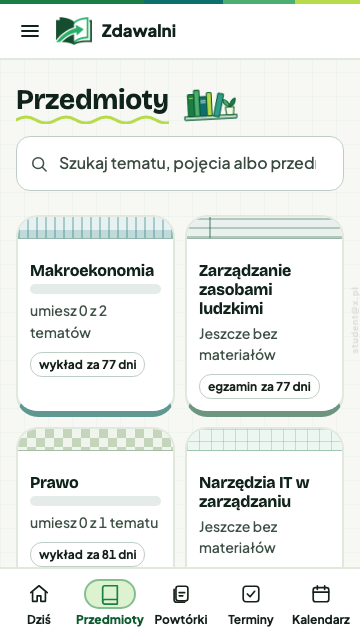 Zdawalni
Przedmioty
Szukaj tematu, pojęcia albo przedi
Makroekonomia
umiesz 0 z 2
tematów
wykład za 77 dni
Zarządzanie
zasobami
ludzkimi
Jeszcze bez
materiałów
egzamin za 77 dni
student@x.pl
Prawo
umiesz 0 z 1 tematu
wykład za 81 dni
Narzędzia IT w
zarządzaniu
Jeszcze bez
materiałów
Dziś
Przedmioty
Powtórki
Terminy
Kalendarz